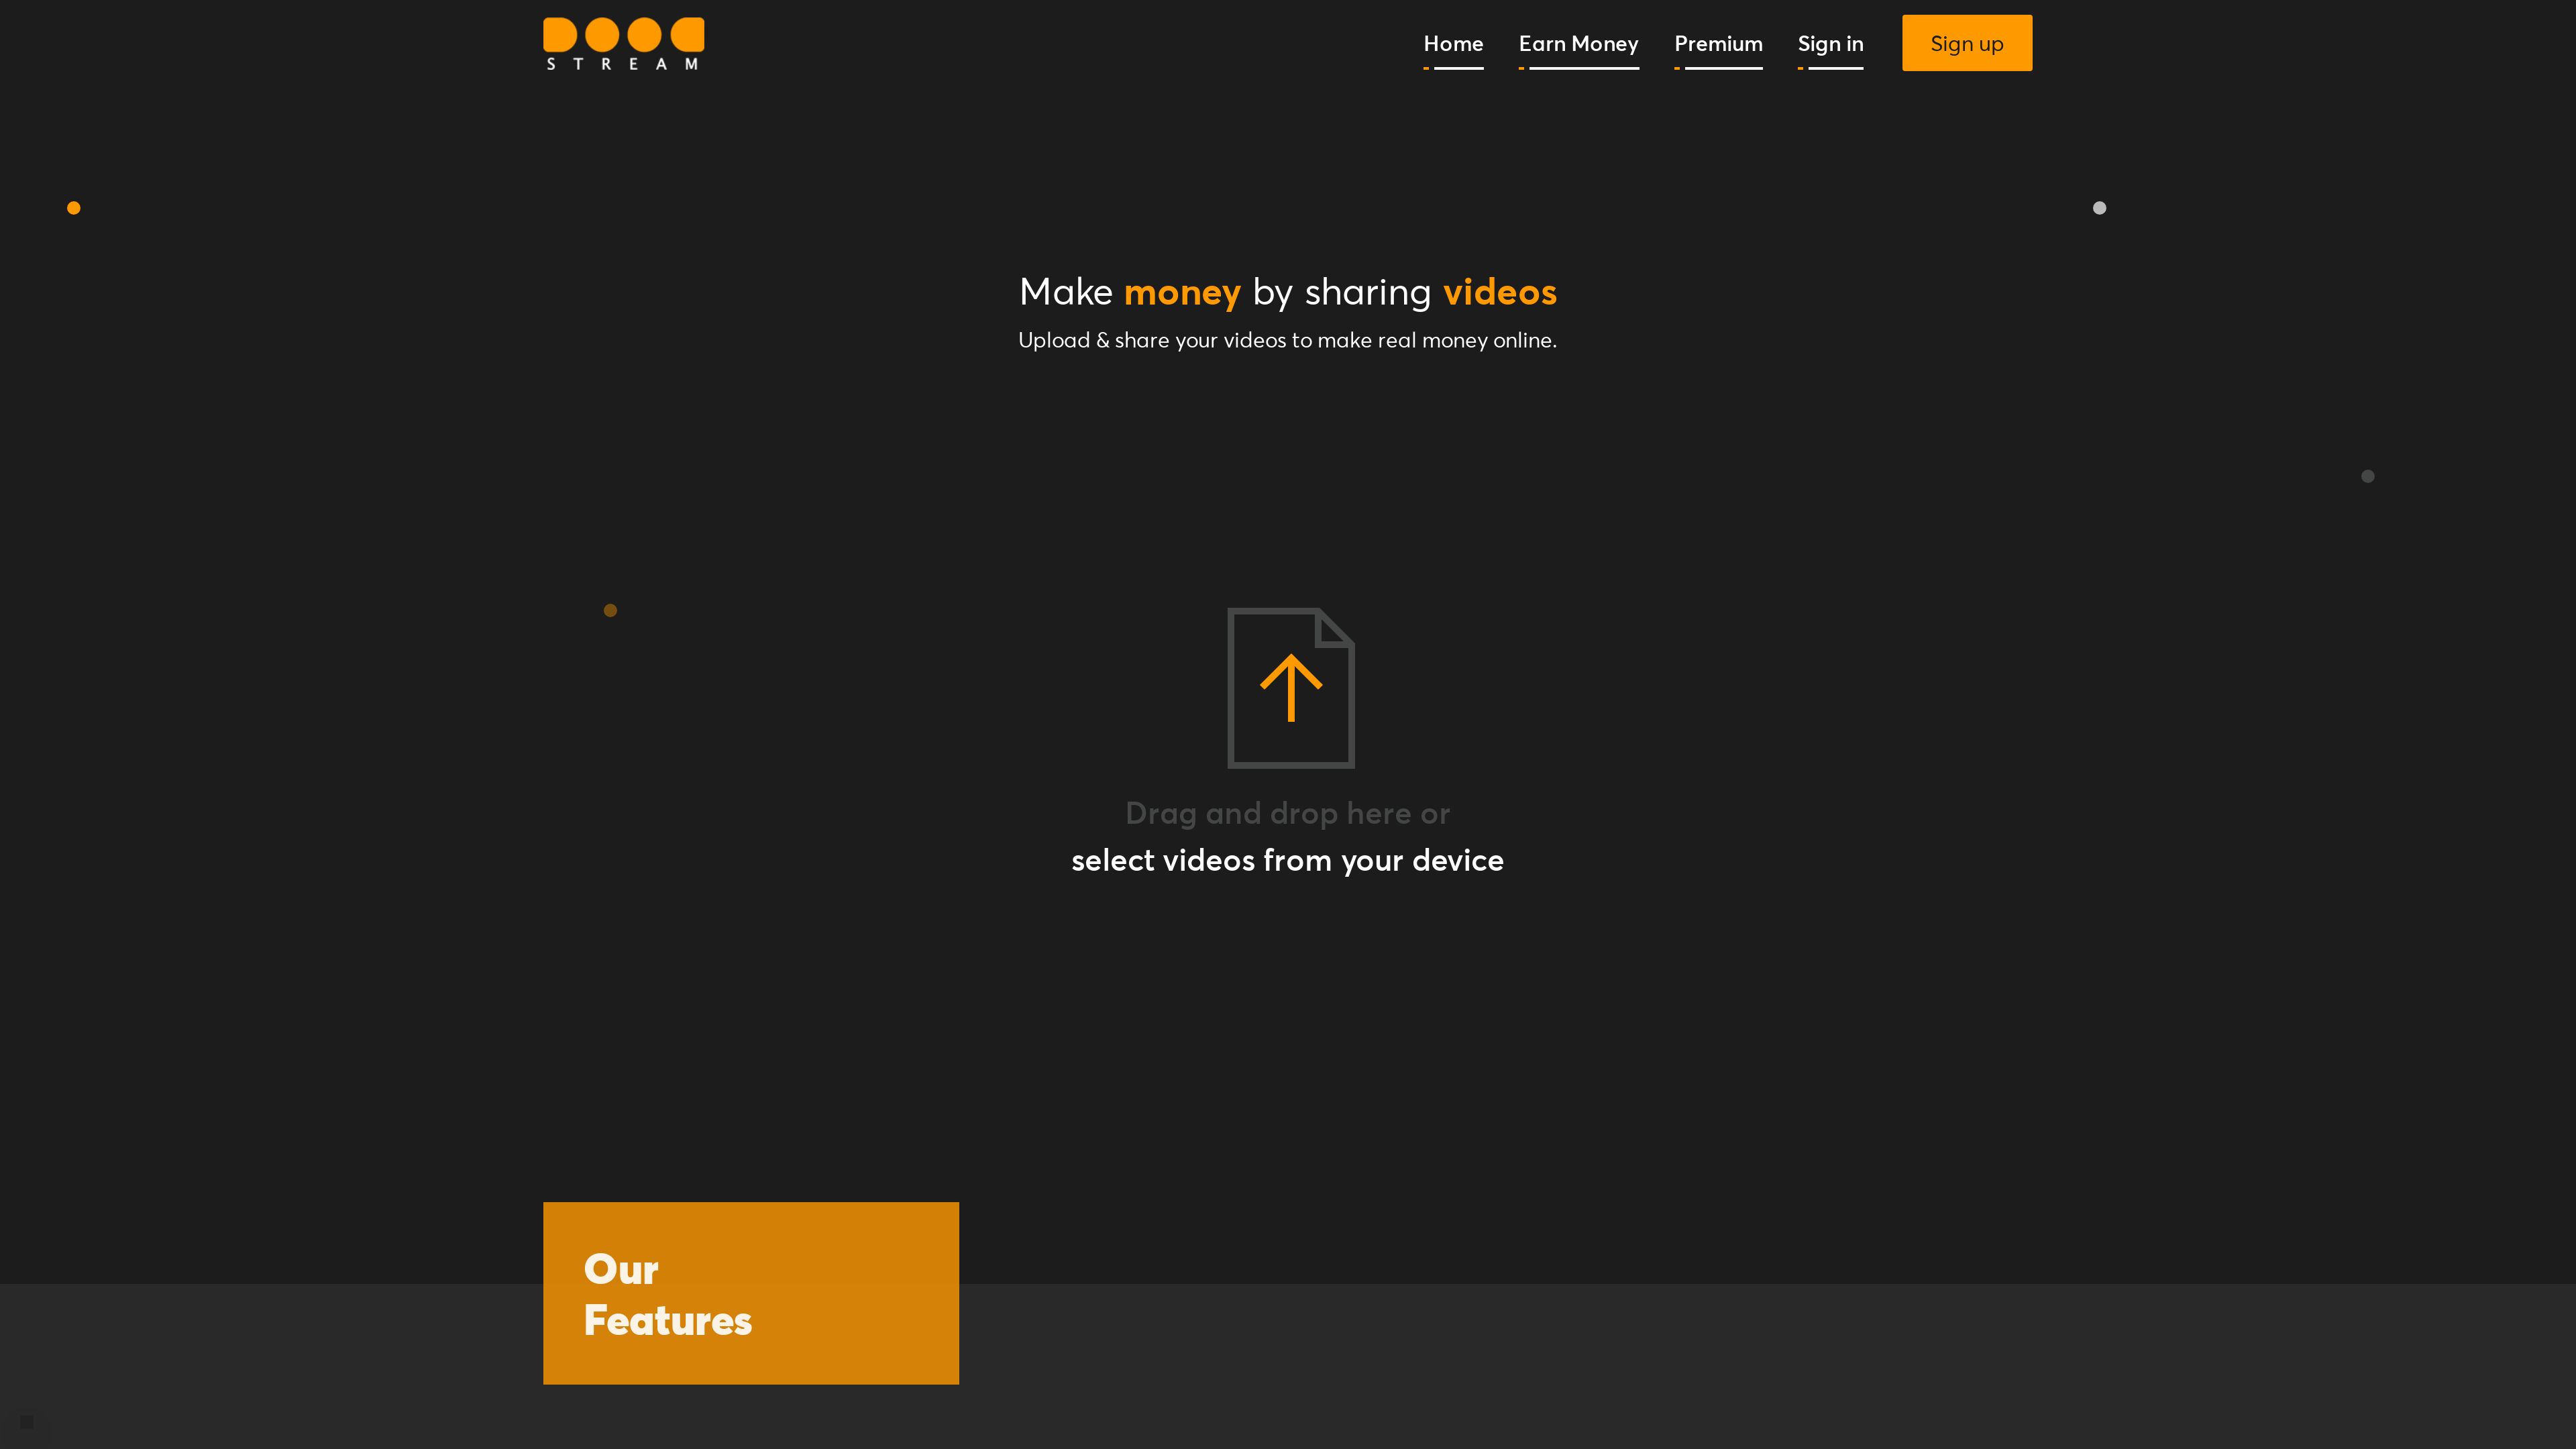 DOOD
STREAM
Home
Earn Money
Premium
Sign in
Sign up
Make money by sharing videos
Upload & share your videos to make real money online.
Drag and drop here or
select videos from your device
Our
Features